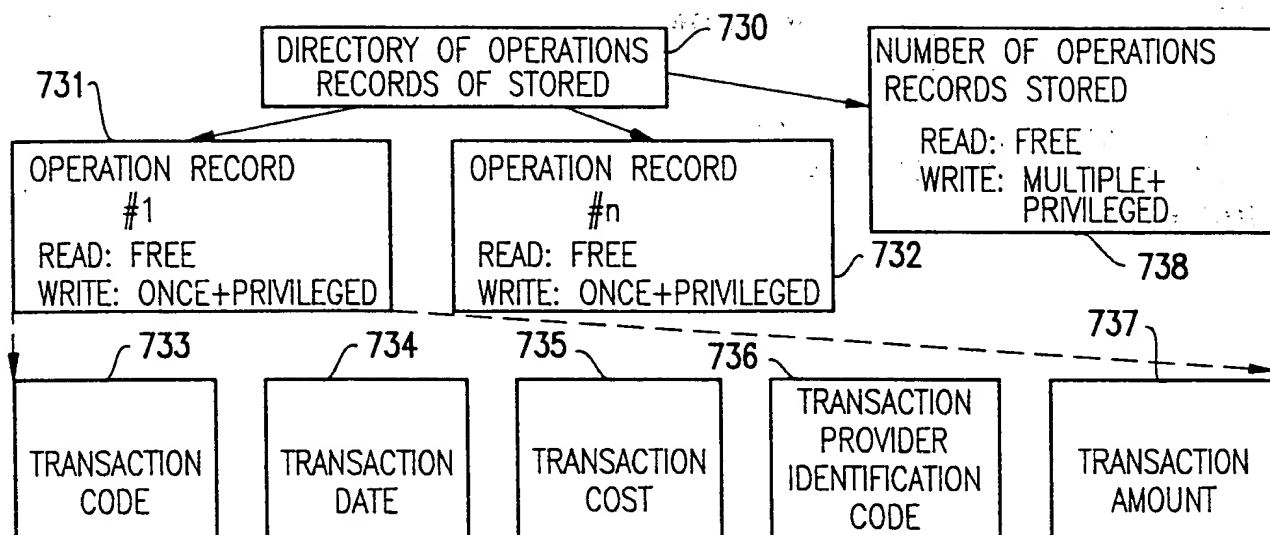 730
DIRECTORY OF OPERATIONS
RECORDS OF STORED
NUMBER OF OPERATIONS
RECORDS STORED
READ: FREE
WRITE: MULTIPLE+
PRIVILEGED
738
731
OPERATION RECORD
#1
READ: FREE
WRITE: ONCE+PRIVILEGED
OPERATION RECORD
#n
READ: FREE
WRITE: ONCE+PRIVILEGED
732
733
TRANSACTION
CODE
734
TRANSACTION
DATE
735
TRANSACTION
COST
736
TRANSACTION
PROVIDER
IDENTIFICATION
CODE
737
TRANSACTION
AMOUNT